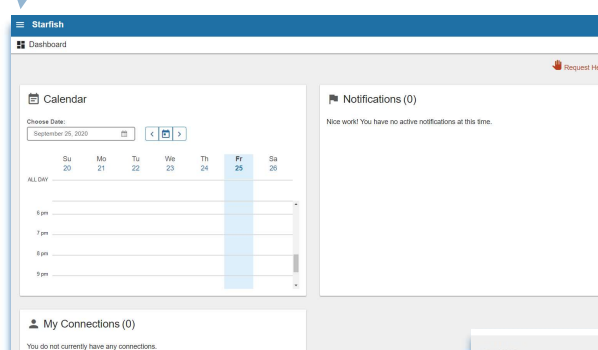 Starfish
Dashboard
Request He
Calendar
Choose Date:
September 25, 2020
Su Mo Tu We Th Fr Sa
20 21 22 23 24 25 26
ALL DAY
6 pm
7 pm
8 pm
9 pm
Notifications (0)
Nice work! You have no active notifications at this time.
My Connections (0)
You do not currently have any connections.